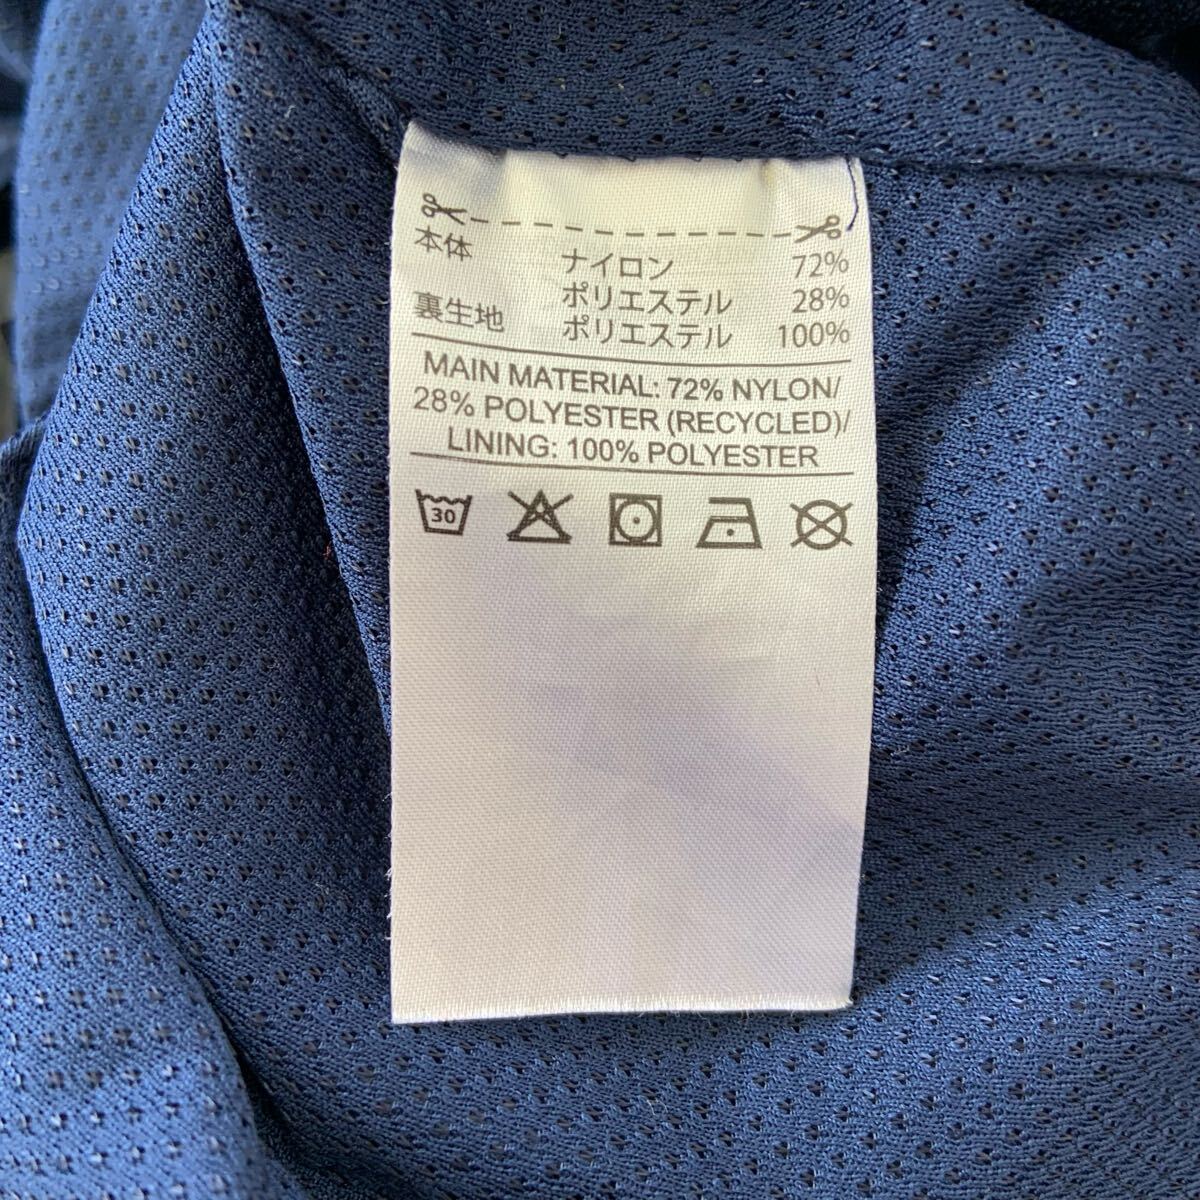 本体 ナイロン 72%
ポリエステル 28%
裏生地 ポリエステル 100%
MAIN MATERIAL: 72% NYLON/
28% POLYESTER (RECYCLED)/
LINING: 100% POLYESTER
30